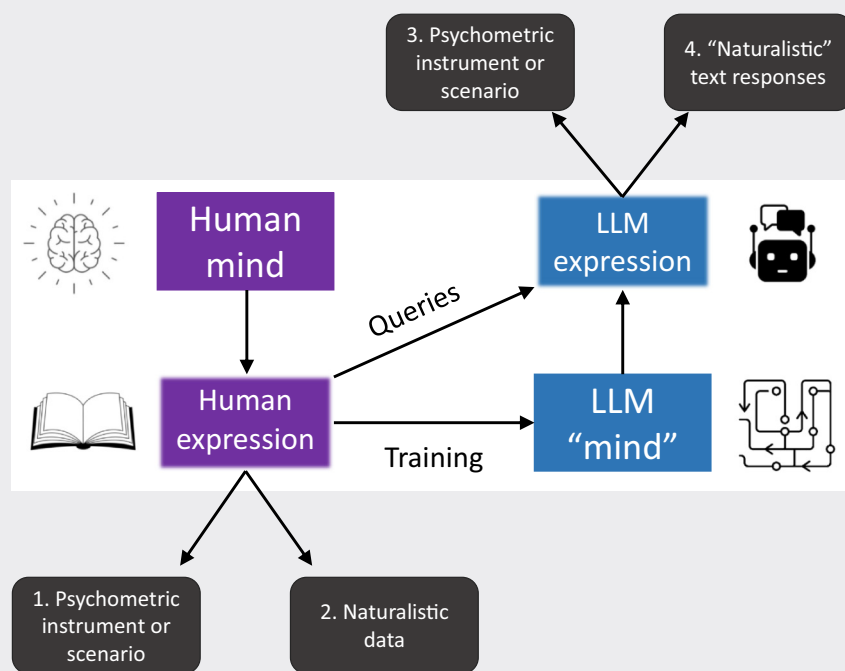 3. Psychometric
instrument or
scenario
4. “Naturalistic”
text responses
Human
mind
LLM
expression
Queries
Human
expression
Training
LLM
“mind”
1. Psychometric
instrument or
scenario
2. Naturalistic
data